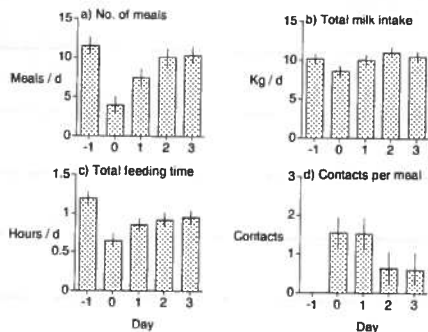 a) No. of meals
15
10
5
0
Meals / d
-1 0 1 2 3
b) Total milk intake
15
10
5
0
Kg / d
-1 0 1 2 3
c) Total feeding time
1.5
1
0.5
0
Hours / d
-1 0 1 2 3
Day
d) Contacts per meal
3
2
1
0
Contacts
-1 0 1 2 3
Day